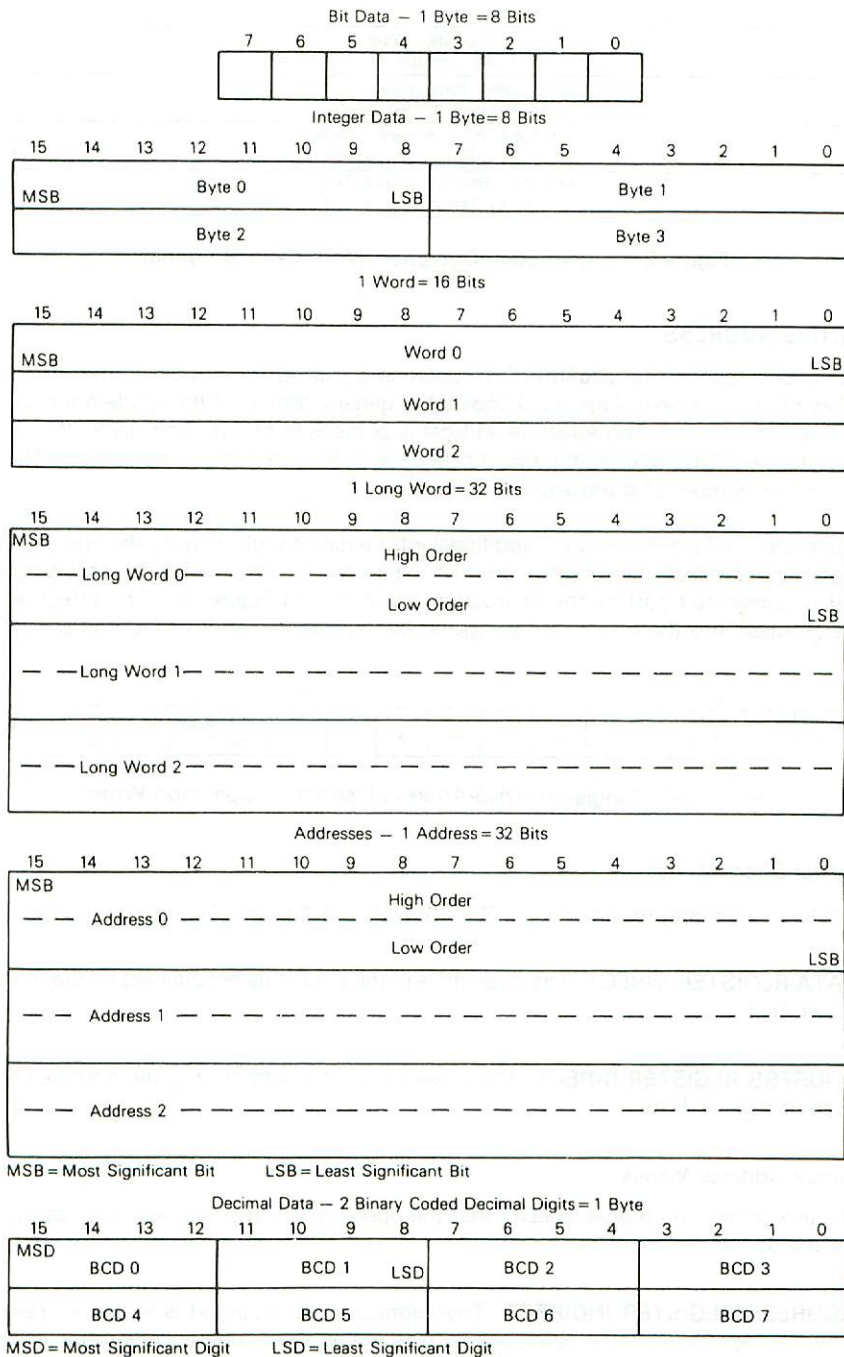 Bit Data — 1 Byte = 8 Bits
7 6 5 4 3 2 1 0
Integer Data — 1 Byte = 8 Bits
15 14 13 12 11 10 9 8 7 6 5 4 3 2 1 0
MSB Byte 0 LSB Byte 1
Byte 2 Byte 3
1 Word = 16 Bits
15 14 13 12 11 10 9 8 7 6 5 4 3 2 1 0
MSB Word 0 LSB
Word 1
Word 2
1 Long Word = 32 Bits
15 14 13 12 11 10 9 8 7 6 5 4 3 2 1 0
MSB High Order
Long Word 0
Low Order LSB
Long Word 1
Long Word 2
Addresses — 1 Address = 32 Bits
15 14 13 12 11 10 9 8 7 6 5 4 3 2 1 0
MSB High Order
Address 0
Low Order LSB
Address 1
Address 2
MSB = Most Significant Bit LSB = Least Significant Bit
Decimal Data — 2 Binary Coded Decimal Digits = 1 Byte
15 14 13 12 11 10 9 8 7 6 5 4 3 2 1 0
MSD BCD 0 BCD 1 LSD BCD 2 BCD 3
BCD 4 BCD 5 BCD 6 BCD 7
MSD = Most Significant Digit LSD = Least Significant Digit